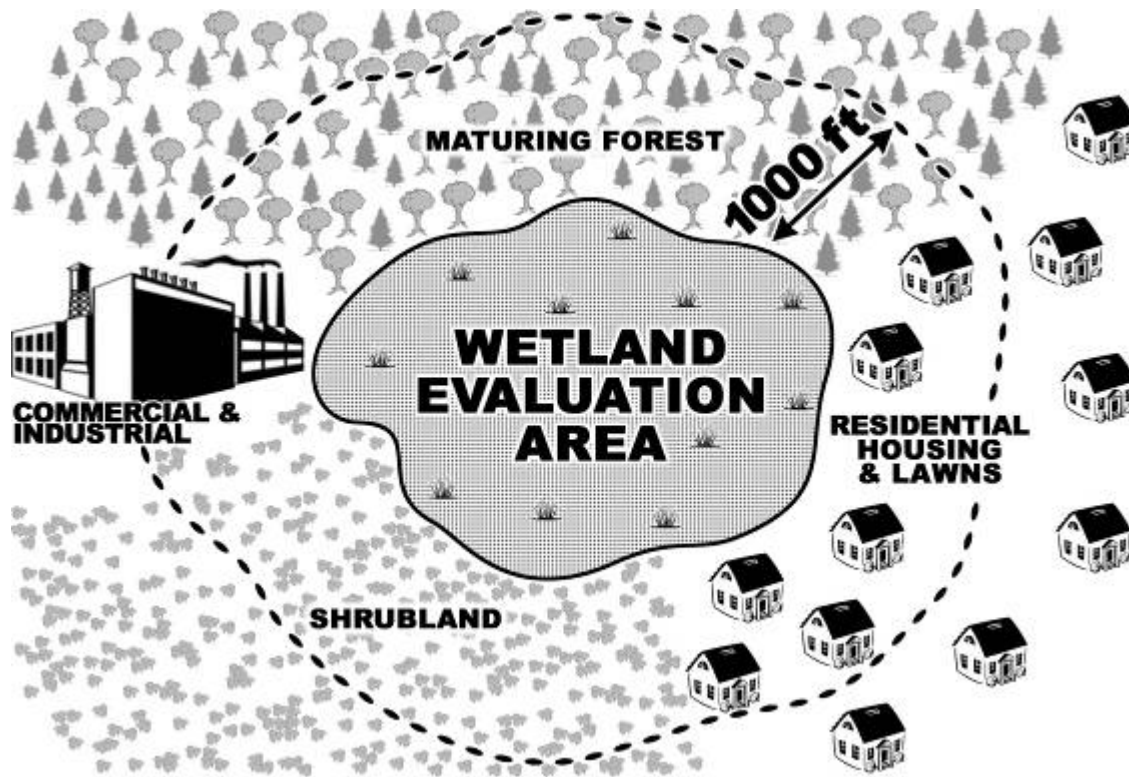 MATURING FOREST
1000 ft
WETLAND
EVALUATION
AREA
COMMERCIAL &
INDUSTRIAL
RESIDENTIAL
HOUSING
& LAWNS
SHRUBLAND